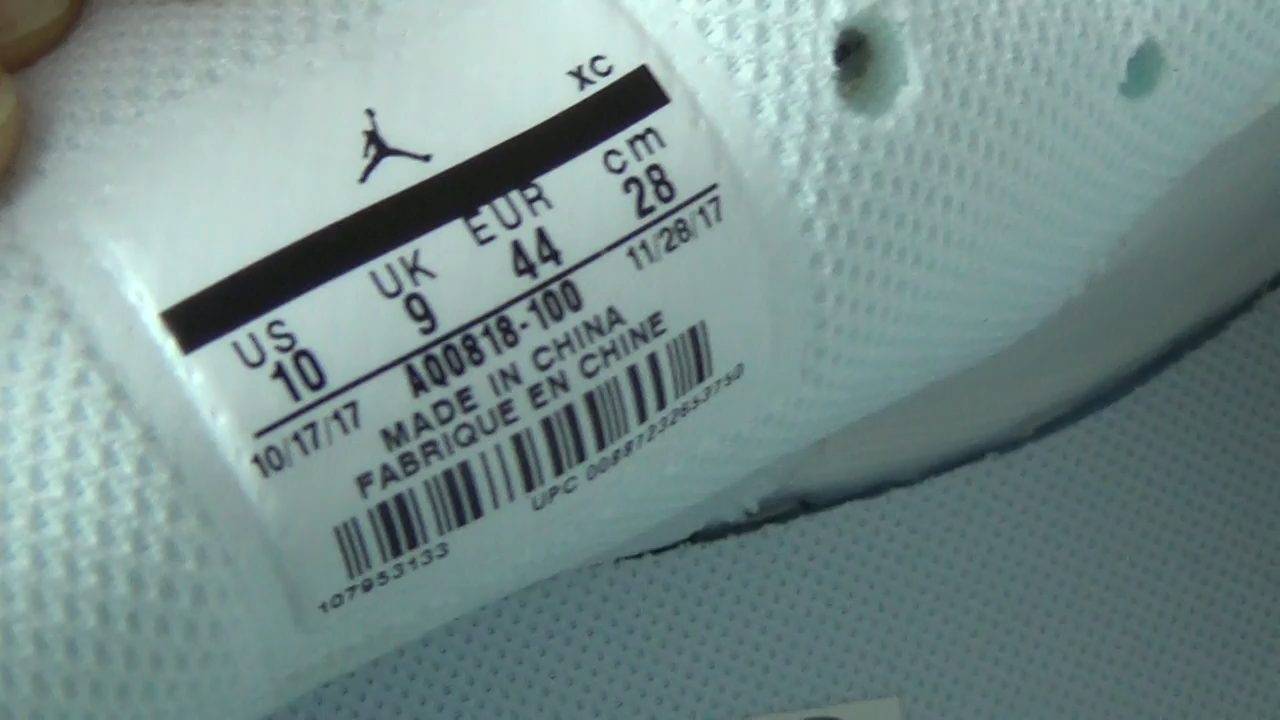 XC
US UK EUR cm
10 9 44 28
10/17/17 AQ0818-100 11/28/17
MADE IN CHINA
FABRIQUE EN CHINE
UPC 00887232653750
107953133